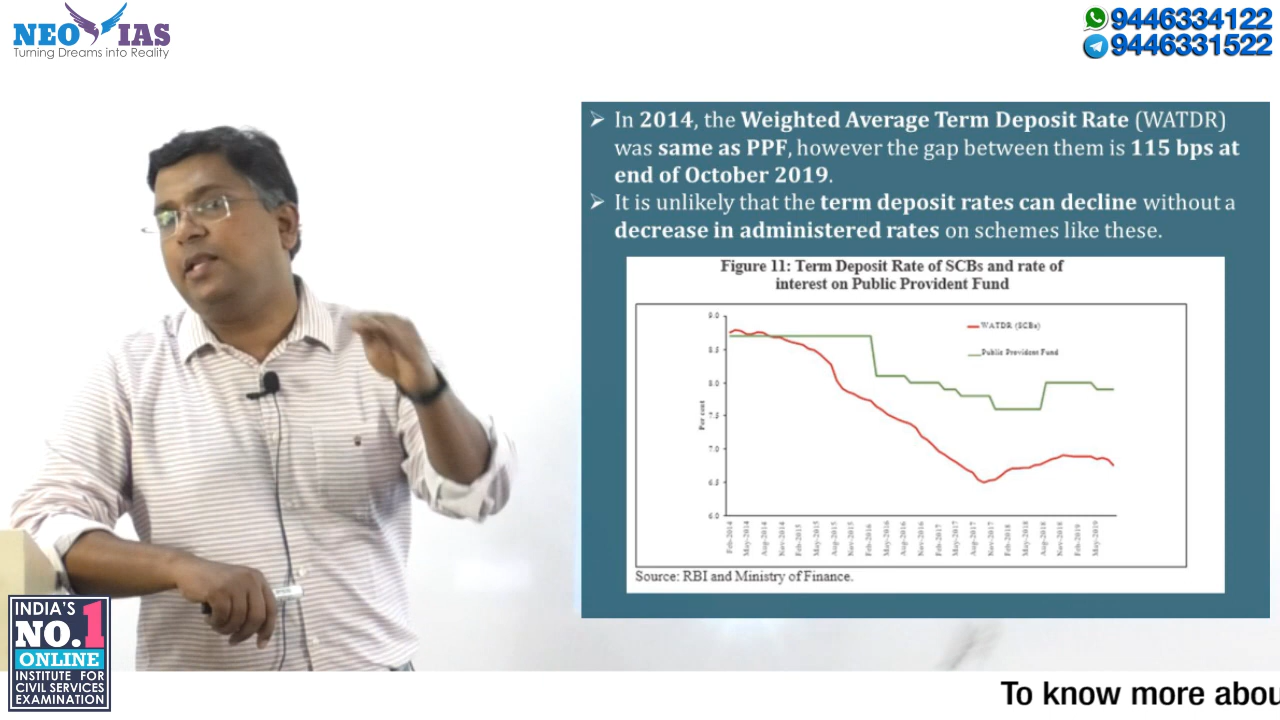 NEO IAS
Turning Dreams into Reality
9446334122
9446331522
➢ In 2014, the Weighted Average Term Deposit Rate (WATDR)
was same as PPF, however the gap between them is 115 bps at
end of October 2019.
➢ It is unlikely that the term deposit rates can decline without a
decrease in administered rates on schemes like these.
Figure 11: Term Deposit Rate of SCBs and rate of
interest on Public Provident Fund
WATDR (SCBs)
Public Provident Fund
Per cent
9.0
8.5
8.0
7.5
7.0
6.5
6.0
Feb-2014
May-2014
Aug-2014
Nov-2014
Feb-2015
May-2015
Aug-2015
Nov-2015
Feb-2016
May-2016
Aug-2016
Nov-2016
Feb-2017
May-2017
Aug-2017
Nov-2017
Feb-2018
May-2018
Aug-2018
Nov-2018
Feb-2019
May-2019
Source: RBI and Ministry of Finance.
INDIA'S
NO.1
ONLINE
INSTITUTE FOR
CIVIL SERVICES
EXAMINATION
To know more abou